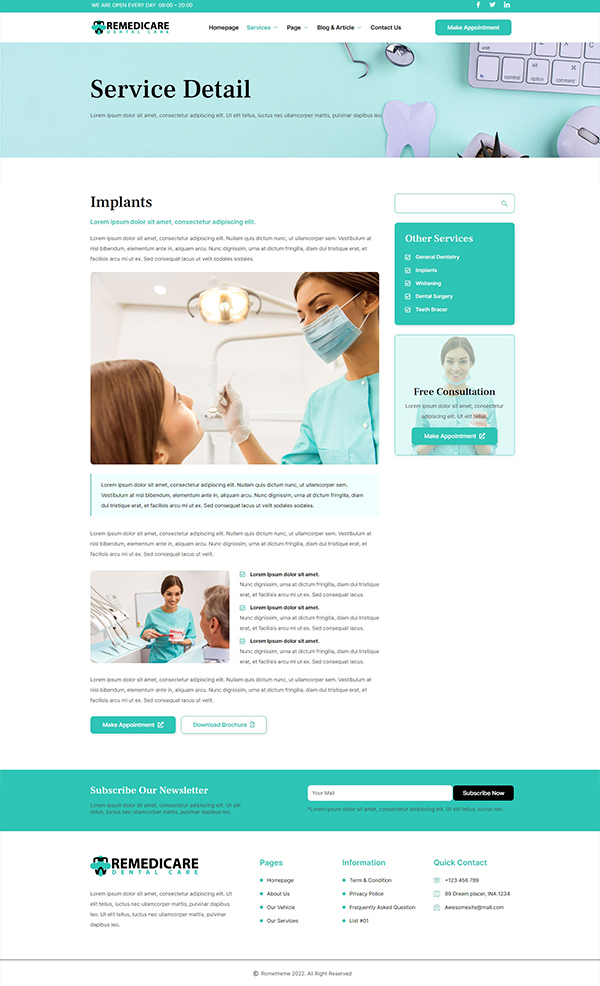 WE ARE OPEN EVERY DAY 08:00 – 20:00
REMEDICARE
DENTAL CARE
Homepage
Services
Page
Blog & Article
Contact Us
Make Appointment
Service Detail
Lorem ipsum dolor sit amet, consectetur adipiscing elit. Ut elit tellus, luctus nec ullamcorper mattis, pulvinar dapibus leo.
alt
control
option
command
Implants
Lorem ipsum dolor sit amet, consectetur adipiscing elit.
Lorem ipsum dolor sit amet, consectetur adipiscing elit. Nullam quis dictum nunc, ut ullamcorper sem. Vestibulum at
nisl bibendum, elementum ante in, aliquam arcu. Nunc dignissim, urna at dictum fringilla, diam dui tristique erat, et
facilisis arcu mi ut ex. Sed consequat lacus ut velit sodales sodales.
Lorem ipsum dolor sit amet, consectetur adipiscing elit. Nullam quis dictum nunc, ut ullamcorper sem.
Vestibulum at nisl bibendum, elementum ante in, aliquam arcu. Nunc dignissim, urna at dictum fringilla, diam
dui tristique erat, et facilisis arcu mi ut ex. Sed consequat lacus ut velit sodales sodales.
Lorem ipsum dolor sit amet, consectetur adipiscing elit. Nullam quis dictum nunc, ut ullamcorper sem. Vestibulum at
nisl bibendum, elementum ante in, aliquam arcu. Nunc dignissim, urna at dictum fringilla, diam dui tristique erat, et
facilisis arcu mi ut ex. Sed consequat lacus ut velit.
Lorem Ipsum dolor sit amet.
Nunc dignissim, urna at dictum fringilla, diam dui tristique
erat, et facilisis arcu mi ut ex. Sed consequat lacus.
Lorem Ipsum dolor sit amet.
Nunc dignissim, urna at dictum fringilla, diam dui tristique
erat, et facilisis arcu mi ut ex. Sed consequat lacus.
Lorem Ipsum dolor sit amet.
Nunc dignissim, urna at dictum fringilla, diam dui tristique
erat, et facilisis arcu mi ut ex. Sed consequat lacus.
Lorem ipsum dolor sit amet, consectetur adipiscing elit. Nullam quis dictum nunc, ut ullamcorper sem. Vestibulum at
nisl bibendum, elementum ante in, aliquam arcu. Nunc dignissim, urna at dictum fringilla, diam dui tristique erat, et
facilisis arcu mi ut ex. Sed consequat lacus ut velit.
Make Appointment
Download Brochure
Other Services
General Dentistry
Implants
Whitening
Dental Surgery
Teeth Bracer
Free Consultation
Lorem ipsum dolor sit amet, consectetur
adipiscing elit. Ut elit tellus.
Make Appointment
Subscribe Our Newsletter
Lorem ipsum dolor sit amet, consectetur adipiscing elit. Ut elit
tellus, luctus nec ullamcorper mattis, pulvinar dapibus leo.
Your Mail
Subscribe Now
*Lorem ipsum dolor sit amet, consectetur adipiscing elit. Ut elit tellus, luctus nec.
REMEDICARE
DENTAL CARE
Lorem ipsum dolor sit amet, consectetur adipiscing elit. Ut elit
tellus, luctus nec ullamcorper mattis, pulvinar dapibus
leo. Ut elit tellus, luctus nec ullamcorper mattis, pulvinar
dapibus leo.
Pages
Homepage
About Us
Our Vehicle
Our Services
Information
Term & Condition
Privacy Police
Frequently Asked Question
List #01
Quick Contact
+123 456 789
99 Dream placer, INA 1234
Awesomesite@mail.com
© Rometheme 2022. All Right Reserved